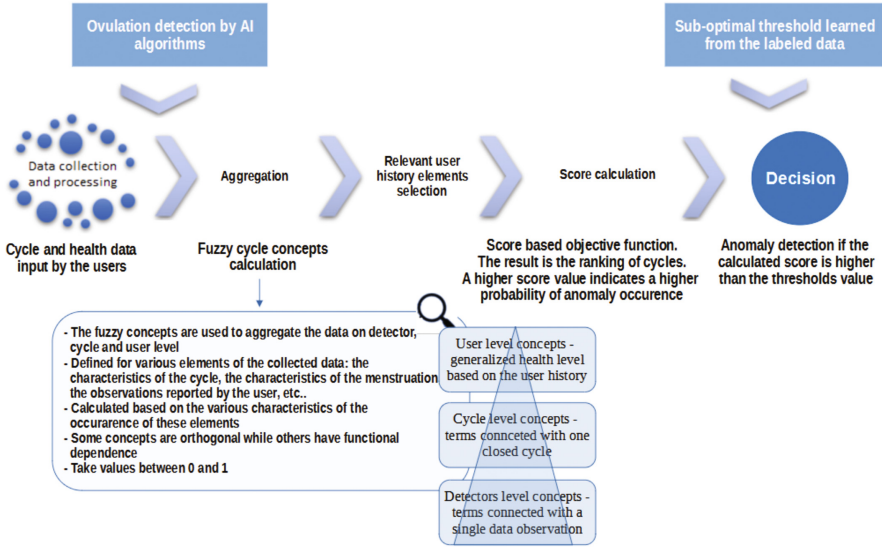 Ovulation detection by AI
algorithms
Sub-optimal threshold learned
from the labeled data
Data collection
and processing
Aggregation
Relevant user
history elements
selection
Score calculation
Decision
Cycle and health data
input by the users
Fuzzy cycle concepts
calculation
Score based objective function.
The result is the ranking of cycles.
A higher score value indicates a higher
probability of anomaly occurence
Anomaly detection if the
calculated score is higher
than the thresholds value
- The fuzzy concepts are used to aggregate the data on detector,
cycle and user level
- Defined for various elements of the collected data: the
characteristics of the cycle, the characteristics of the menstruation
the observations reported by the user, etc..
- Calculated based on the various characteristics of the
occurarence of these elements
- Some concepts are orthogonal while others have functional
dependence
- Take values between 0 and 1
User level concepts -
generalized health level
based on the user history
Cycle level concepts -
terms connceted with one
closed cycle
Detectors level concepts -
terms connected with a
single data observation